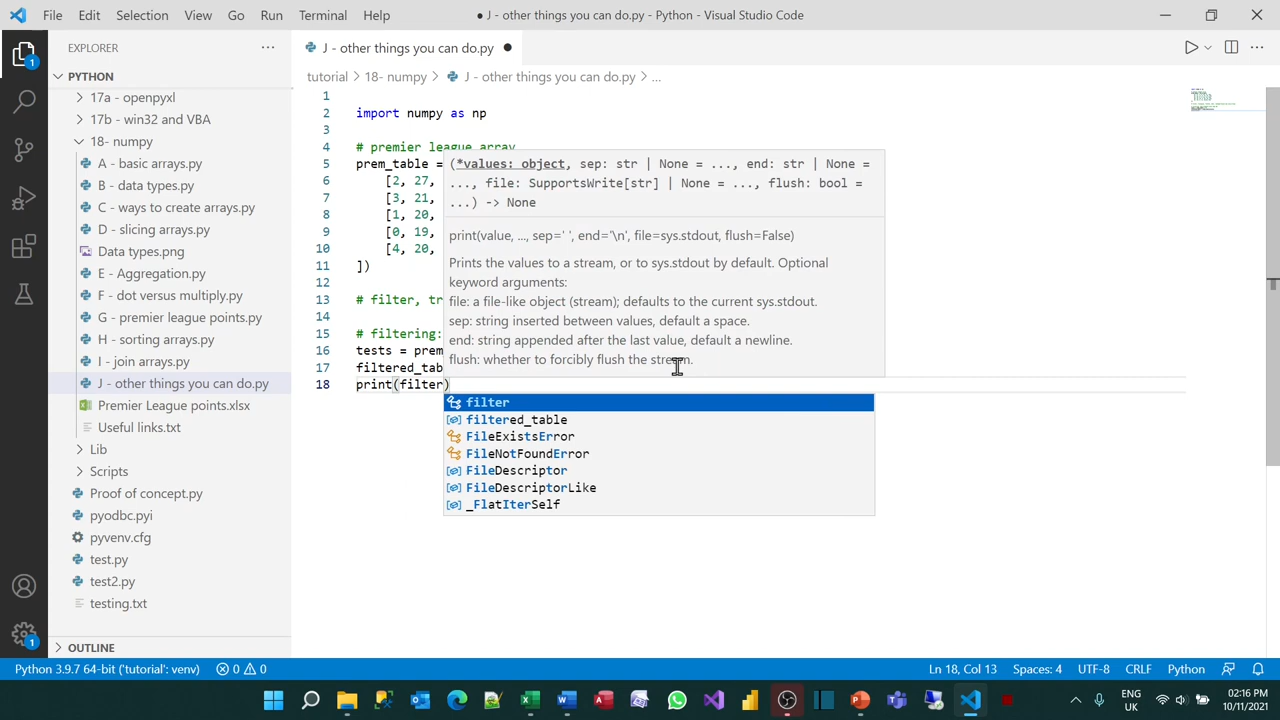 File Edit Selection View Go Run Terminal Help
● J - other things you can do.py - Python - Visual Studio Code
EXPLORER
J - other things you can do.py
PYTHON
tutorial > 18- numpy > J - other things you can do.py > ...
17a - openpyxl
17b - win32 and VBA
18- numpy
A - basic arrays.py
B - data types.py
C - ways to create arrays.py
D - slicing arrays.py
Data types.png
E - Aggregation.py
F - dot versus multiply.py
G - premier league points.py
H - sorting arrays.py
I - join arrays.py
J - other things you can do.py
Premier League points.xlsx
Useful links.txt
Lib
Scripts
Proof of concept.py
pyodbc.pyi
pyvenv.cfg
test.py
test2.py
testing.txt
OUTLINE
1
2 import numpy as np
3
4 # premier league array
5 prem_table =
6 [2, 27,
7 [3, 21,
8 [1, 20,
9 [0, 19,
10 [4, 20,
11 ])
12
13 # filter, tr
14
15 # filtering:
16 tests = prem
17 filtered_tab
18 print(filter)
(*values: object, sep: str | None = ..., end: str | None =
..., file: SupportsWrite[str] | None = ..., flush: bool =
...) -> None
print(value, ..., sep=' ', end='\n', file=sys.stdout, flush=False)
Prints the values to a stream, or to sys.stdout by default. Optional
keyword arguments:
file: a file-like object (stream); defaults to the current sys.stdout.
sep: string inserted between values, default a space.
end: string appended after the last value, default a newline.
flush: whether to forcibly flush the stream.
filter
filtered_table
FileExistsError
FileNotFoundError
FileDescriptor
FileDescriptorLike
_FlatIterSelf
Python 3.9.7 64-bit ('tutorial': venv) 0 0 Ln 18, Col 13 Spaces: 4 UTF-8 CRLF Python
ENG
UK
02:16 PM
10/11/2021